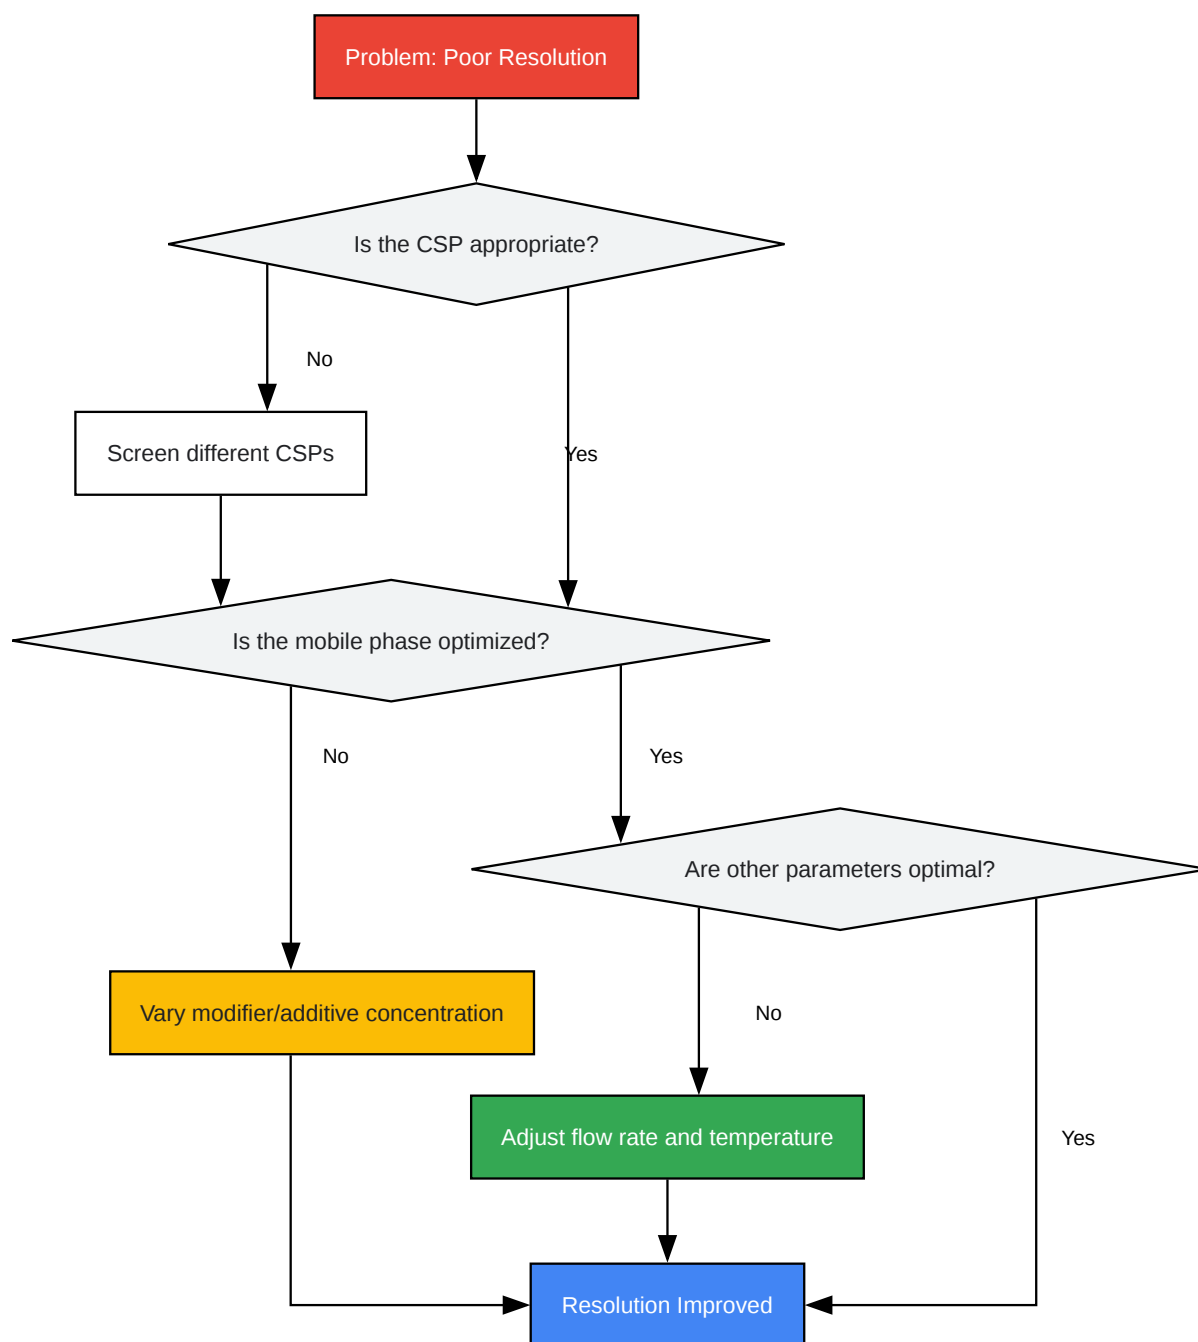 Problem: Poor Resolution
Is the CSP appropriate?
No
Screen different CSPs
Yes
Is the mobile phase optimized?
No
Yes
Are other parameters optimal?
Vary modifier/additive concentration
No
Adjust flow rate and temperature
Yes
Resolution Improved